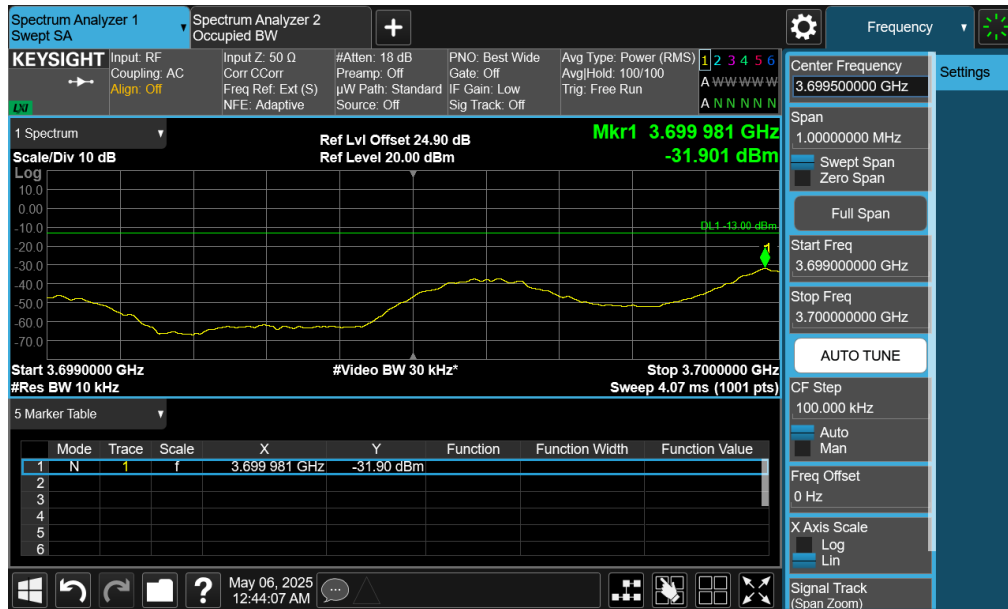 Spectrum Analyzer 1
Swept SA
Spectrum Analyzer 2
Occupied BW
+
Frequency
KEYSIGHT
LXI
Input: RF
Coupling: AC
Align: Off
Input Z: 50 Ω
Corr CCorr
Freq Ref: Ext (S)
NFE: Adaptive
#Atten: 18 dB
Preamp: Off
µW Path: Standard
Source: Off
PNO: Best Wide
Gate: Off
IF Gain: Low
Sig Track: Off
Avg Type: Power (RMS)
Avg|Hold: 100/100
Trig: Free Run
1 2 3 4 5 6
A W W W W W
A N N N N N
1 Spectrum
Scale/Div 10 dB
Ref Lvl Offset 24.90 dB
Ref Level 20.00 dBm
Mkr1 3.699 981 GHz
-31.901 dBm
Log
10.0
0.00
-10.0
-20.0
-30.0
-40.0
-50.0
-60.0
-70.0
DL1 -13.00 dBm
1
Start 3.6990000 GHz
#Video BW 30 kHz*
Stop 3.7000000 GHz
#Res BW 10 kHz
Sweep 4.07 ms (1001 pts)
5 Marker Table
Mode Trace Scale X Y Function Function Width Function Value
1 N 1 f 3.699 981 GHz -31.90 dBm
2
3
4
5
6
Center Frequency
3.699500000 GHz
Settings
Span
1.00000000 MHz
Swept Span
Zero Span
Full Span
Start Freq
3.699000000 GHz
Stop Freq
3.700000000 GHz
AUTO TUNE
CF Step
100.000 kHz
Auto
Man
Freq Offset
0 Hz
X Axis Scale
Log
Lin
Signal Track
(Span Zoom)
?
May 06, 2025
12:44:07 AM